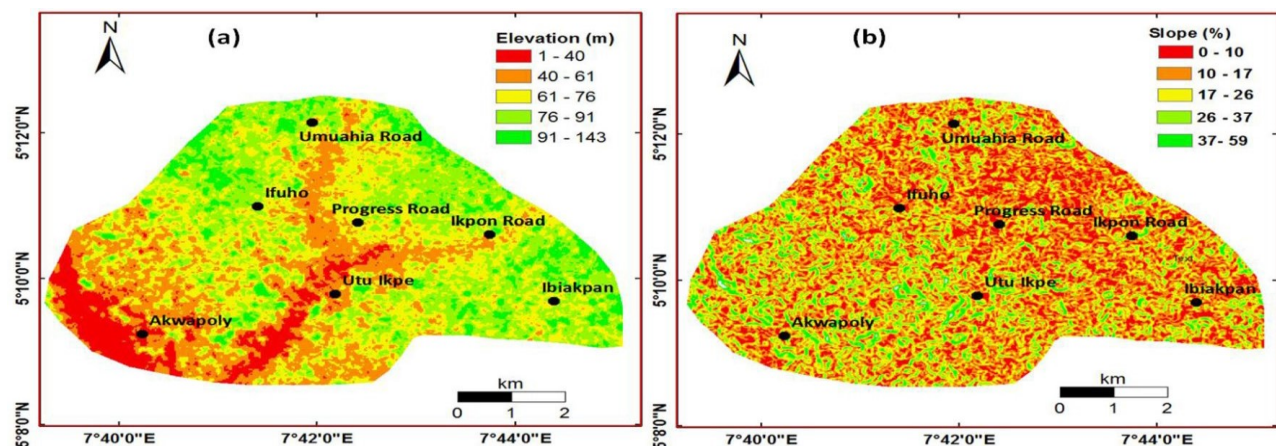 N
(a)
Elevation (m)
1 - 40
40 - 61
61 - 76
76 - 91
91 - 143
Umuahia Road
Ifuho
Progress Road
Ikpon Road
Utu Ikpe
Ibiakpan
Akwapoly
km
0 1 2
5°12'0"N
5°10'0"N
5°8'0"N
7°40'0"E
7°42'0"E
7°44'0"E
N
(b)
Slope (%)
0 - 10
10 - 17
17 - 26
26 - 37
37- 59
Umuahia Road
Ifuho
Progress Road
Ikpon Road
Utu Ikpe
Ibiakpan
Akwapoly
km
0 1 2
5°12'0"N
5°10'0"N
5°8'0"N
7°40'0"E
7°42'0"E
7°44'0"E